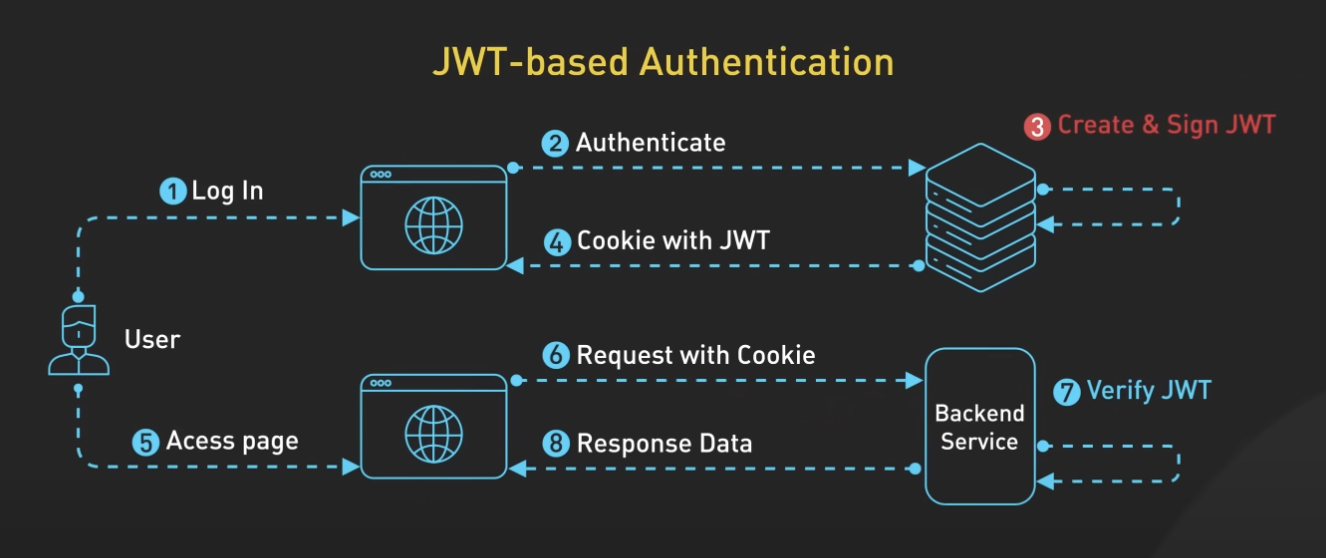 JWT-based Authentication
3 Create & Sign JWT
2 Authenticate
1 Log In
4 Cookie with JWT
User
6 Request with Cookie
7 Verify JWT
Backend
Service
5 Acess page
8 Response Data